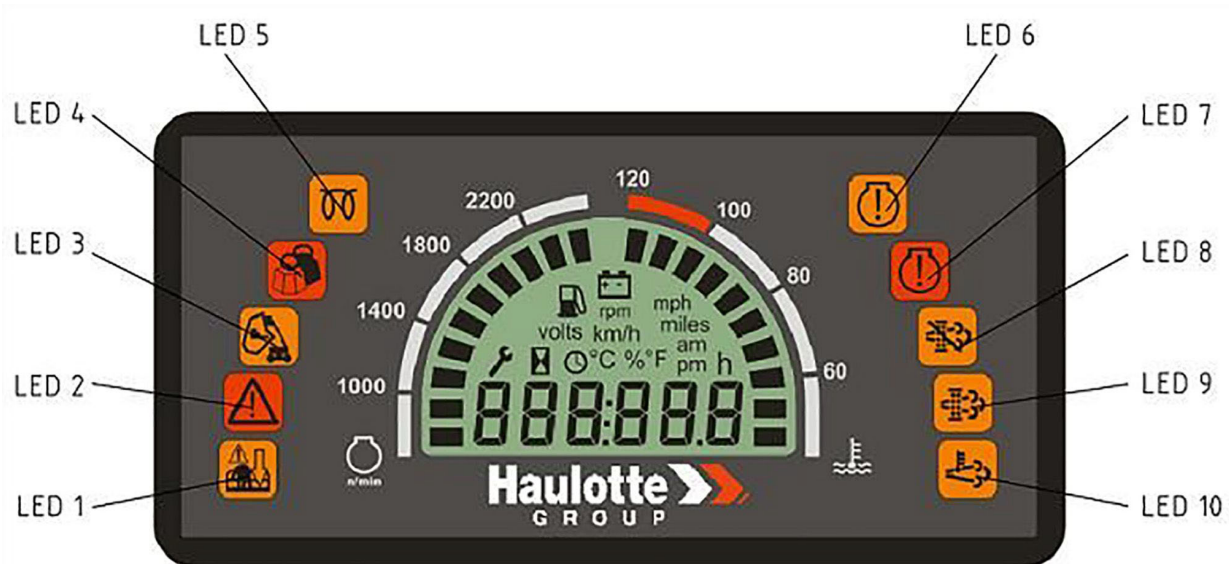 LED 5
LED 6
LED 4
LED 7
LED 3
LED 8
LED 2
LED 9
LED 1
LED 10
2200
1800
1400
1000
120
100
80
60
rpm
mph
volts
km/h
miles
am
°C
%°F
pm
h
888:88.8
n/min
Haulotte
GROUP